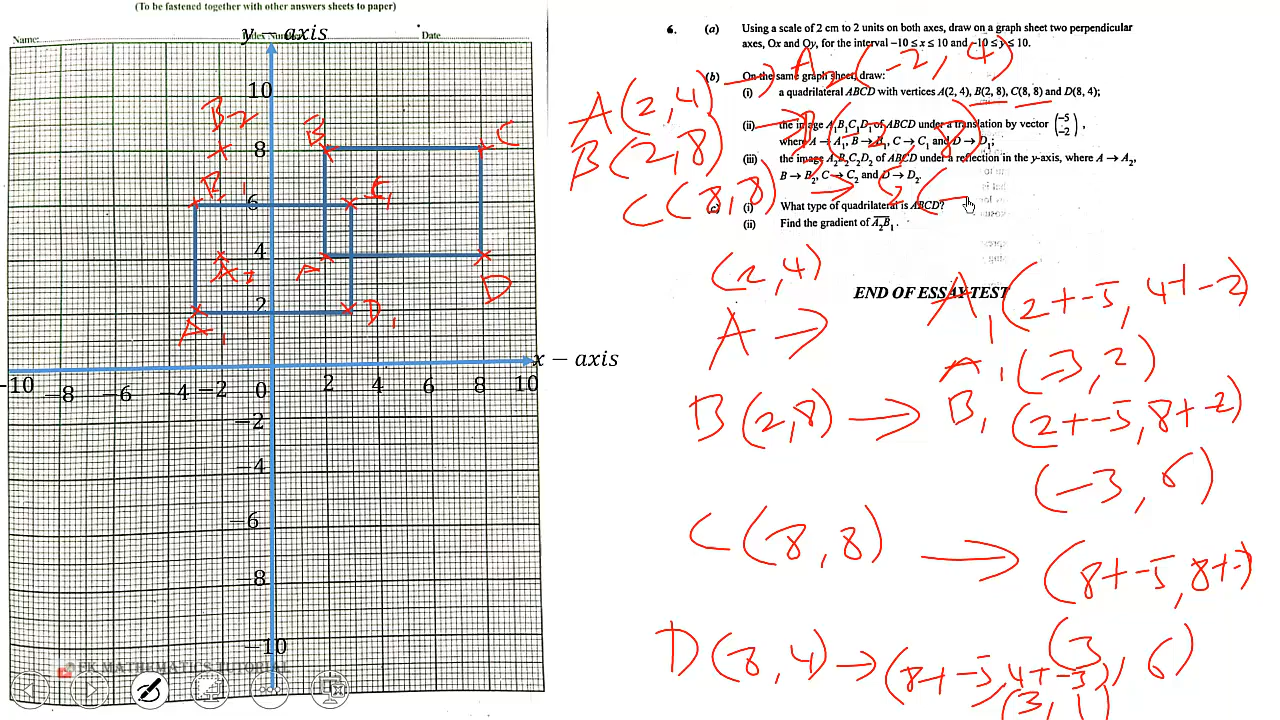 (To be fastened together with other answers sheets to paper)
Name: Index Number Date
y − axis
10
8
6
4
2
x − axis
−10 −8 −6 −4 −2 0 2 4 6 8 10
−2
−4
−6
8
−10
B2
B
C
B1
C1
A2
A
D
A1
D1
FK MATHEMATICS TUTORIAL
6. (a) Using a scale of 2 cm to 2 units on both axes, draw on a graph sheet two perpendicular
axes, Ox and Oy, for the interval −10 ≤ x ≤ 10 and −10 ≤ y ≤ 10.
(b) On the same graph sheet, draw:
(i) a quadrilateral ABCD with vertices A(2, 4), B(2, 8), C(8, 8) and D(8, 4);
(ii) the image A₁B₁C₁D₁ of ABCD under a translation by vector (−5 −2),
where A → A₁, B → B₁, C → C₁ and D → D₁;
(iii) the image A₂B₂C₂D₂ of ABCD under a reflection in the y-axis, where A → A₂,
B → B₂, C → C₂ and D → D₂.
(c) (i) What type of quadrilateral is ABCD?
(ii) Find the gradient of A₂B₁.
END OF ESSAY TEST
A(2,4) → A2(-2, 4)
B(2,8) → B(-2, 8)
C(8,8) → C2(-
(2,4)
A → A1(2+-5, 4+-2)
A1(-3,2)
B(2,8) → B1(2+-5,8+-2)
(-3, 6)
C(8,8) → (8+-5,8+-
(3, 6)
D(8,4) → (8+-5,4+-3)
(3, 1)